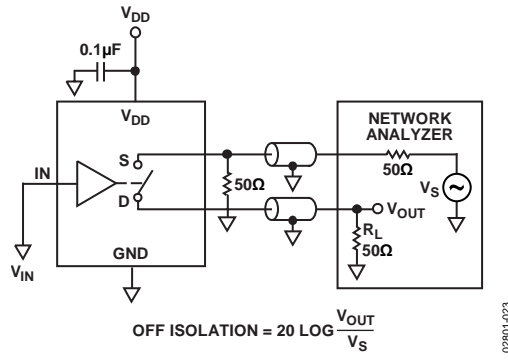 VDD
0.1µF
VDD
NETWORK
ANALYZER
IN
S
50Ω
50Ω
VS
D
VOUT
RL
50Ω
GND
VIN
OFF ISOLATION = 20 LOG VOUT
VS
02801-023